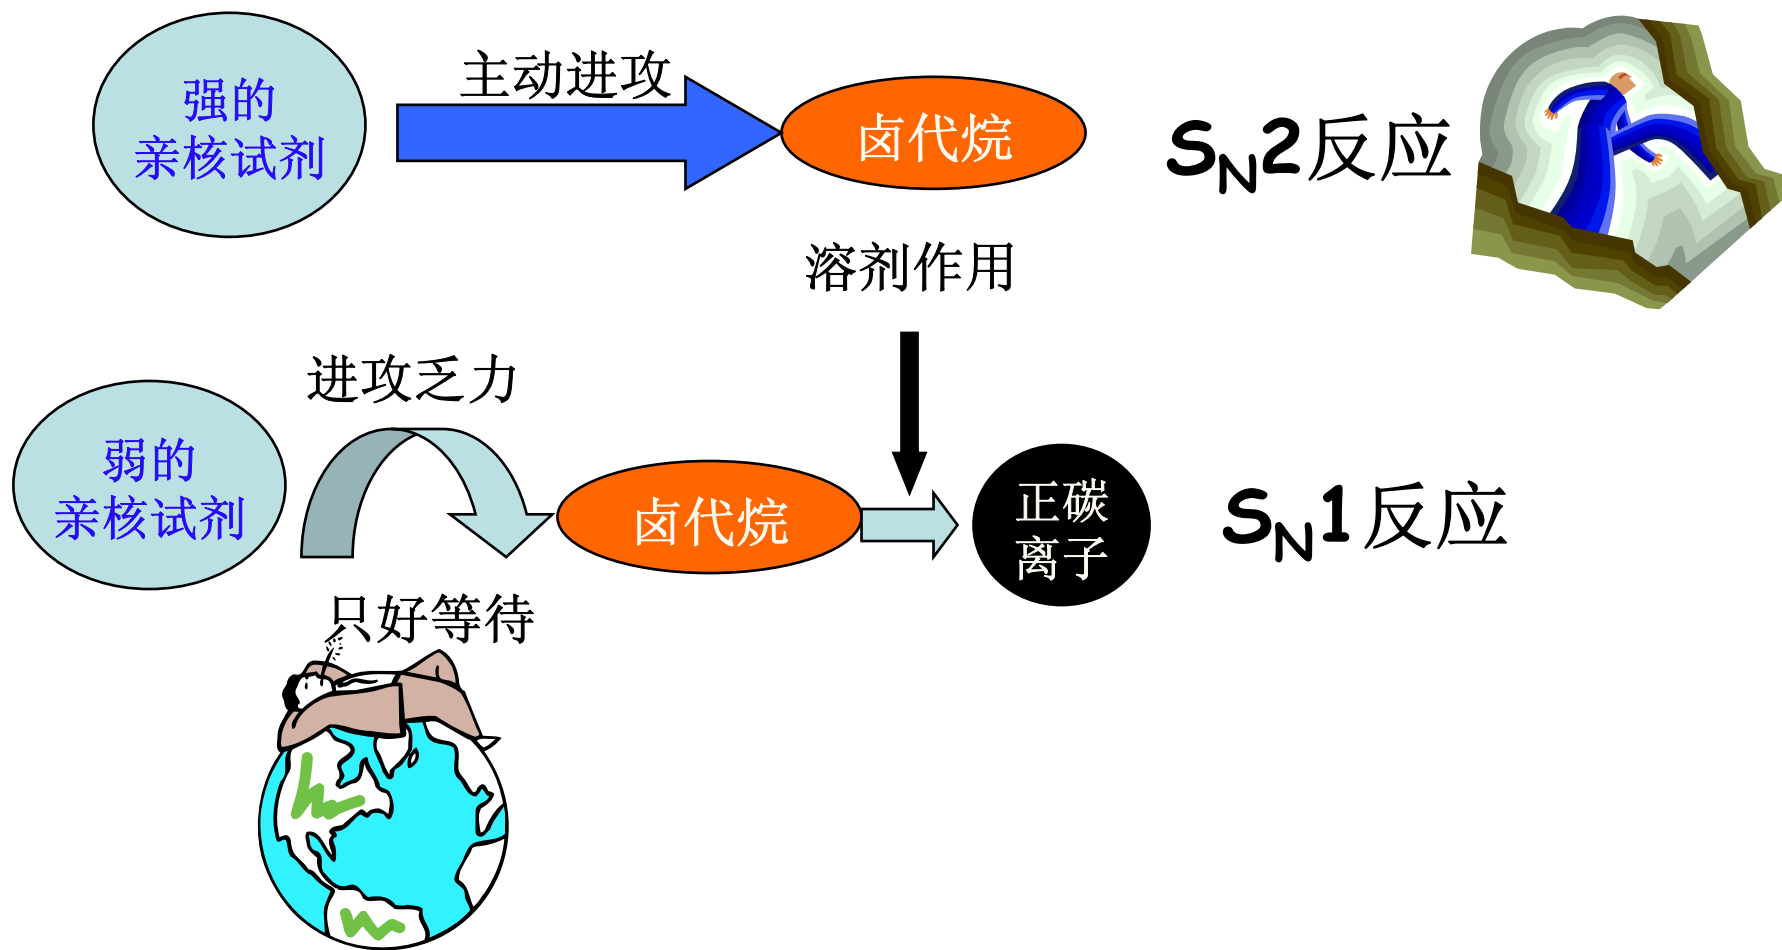 强的
亲核试剂
主动进攻
卤代烷
SN2反应
溶剂作用
进攻乏力
弱的
亲核试剂
卤代烷
正碳
离子
SN1反应
只好等待